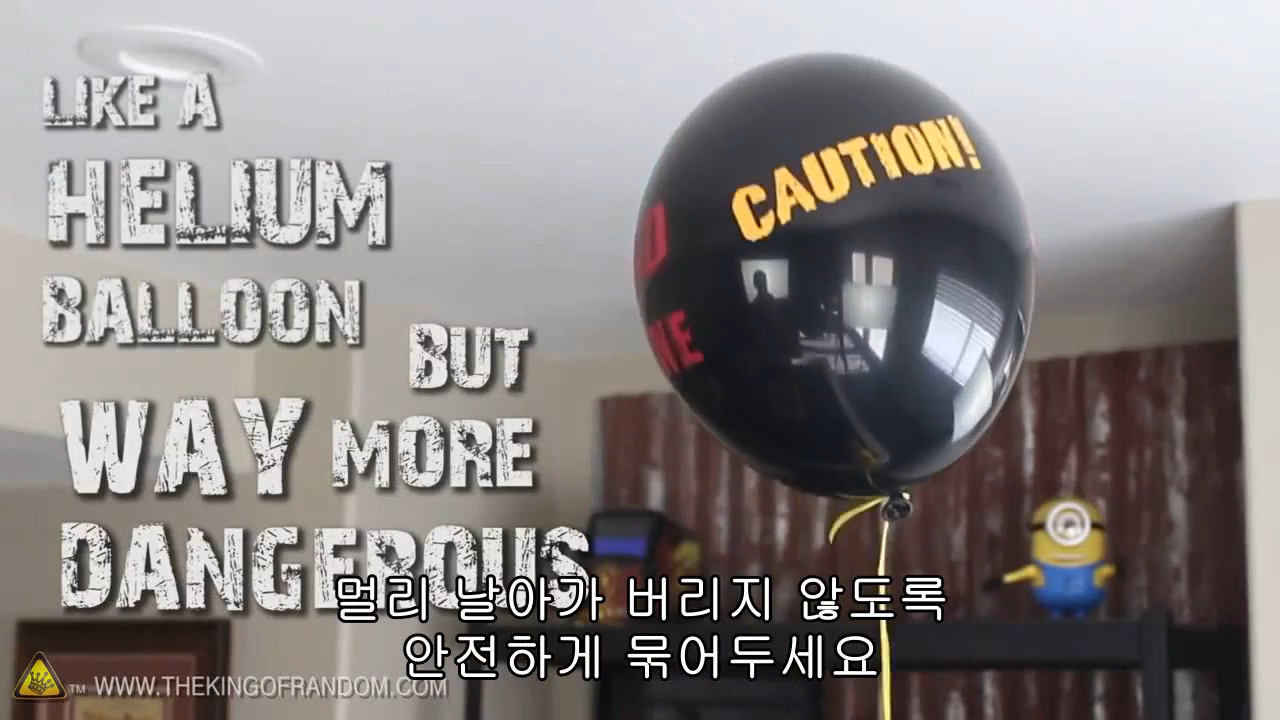 LIKE A
HELIUM
BALLOON
BUT
WAY MORE
DANGEROUS
CAUTION!
멀리 날아가 버리지 않도록
안전하게 묶어두세요
TM WWW.THEKINGOFRANDOM.COM